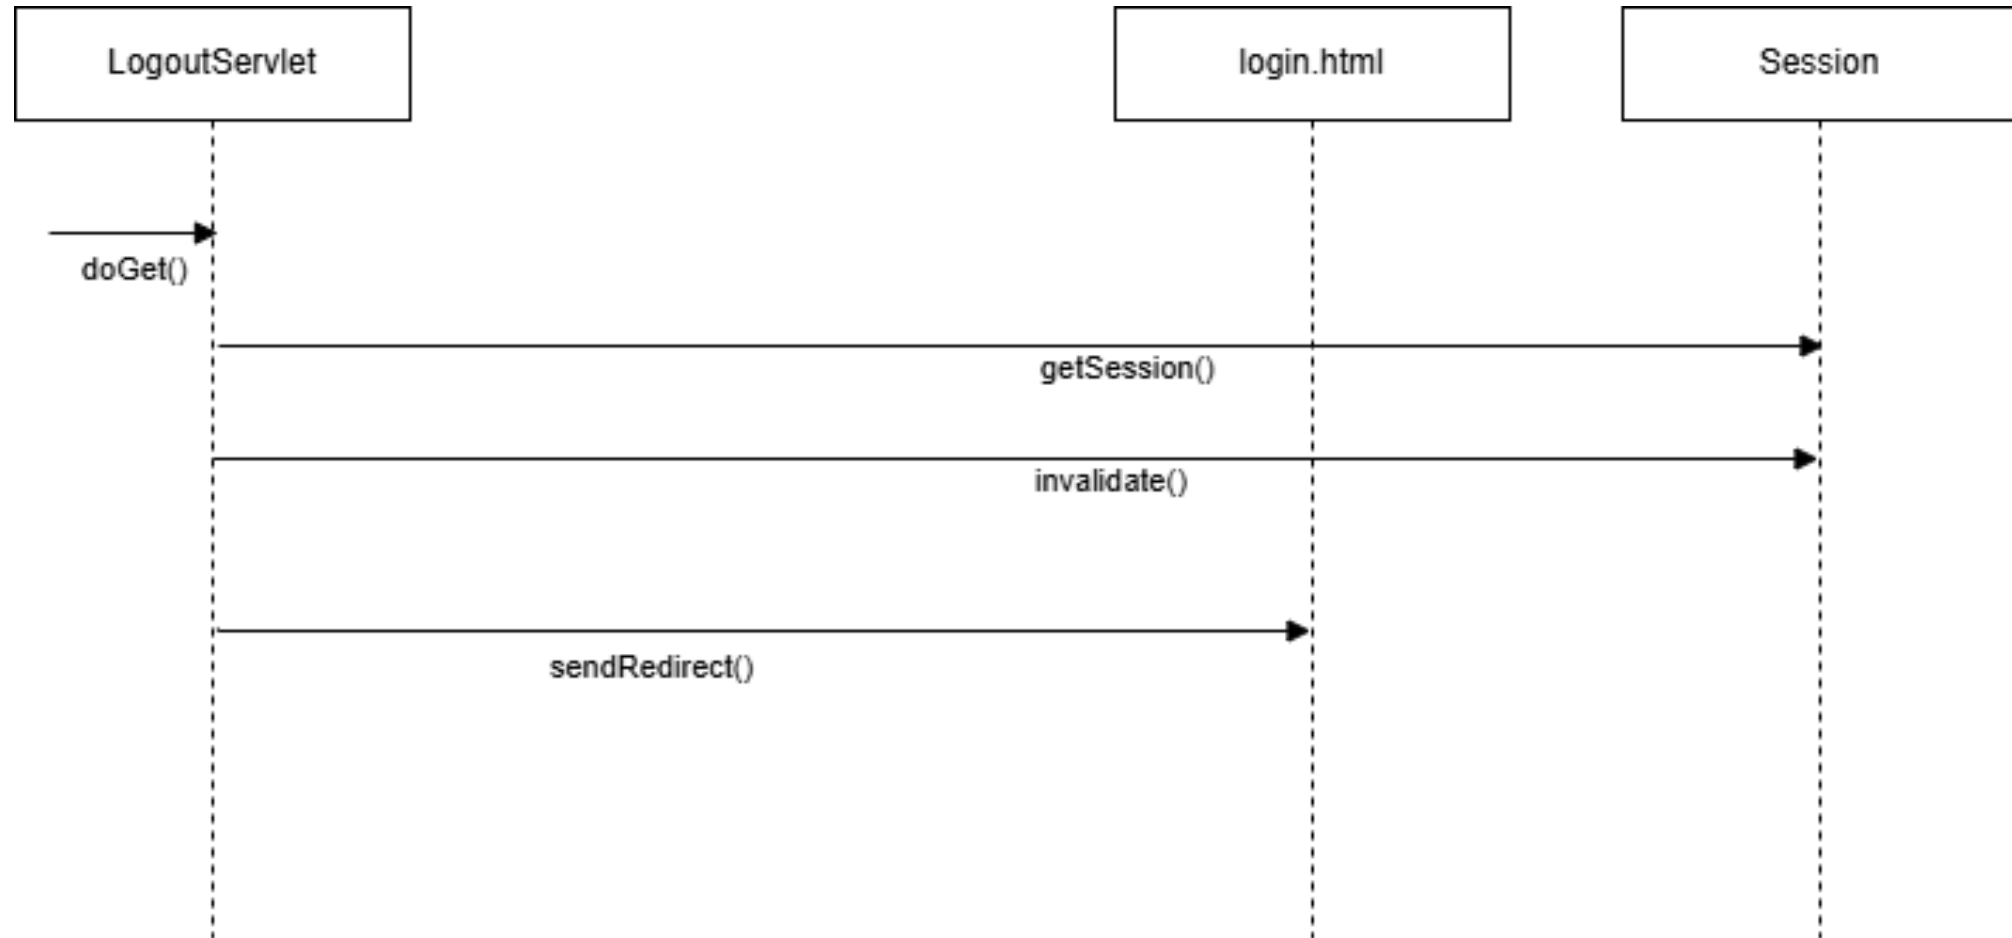 LogoutServlet
login.html
Session
doGet()
getSession()
invalidate()
sendRedirect()